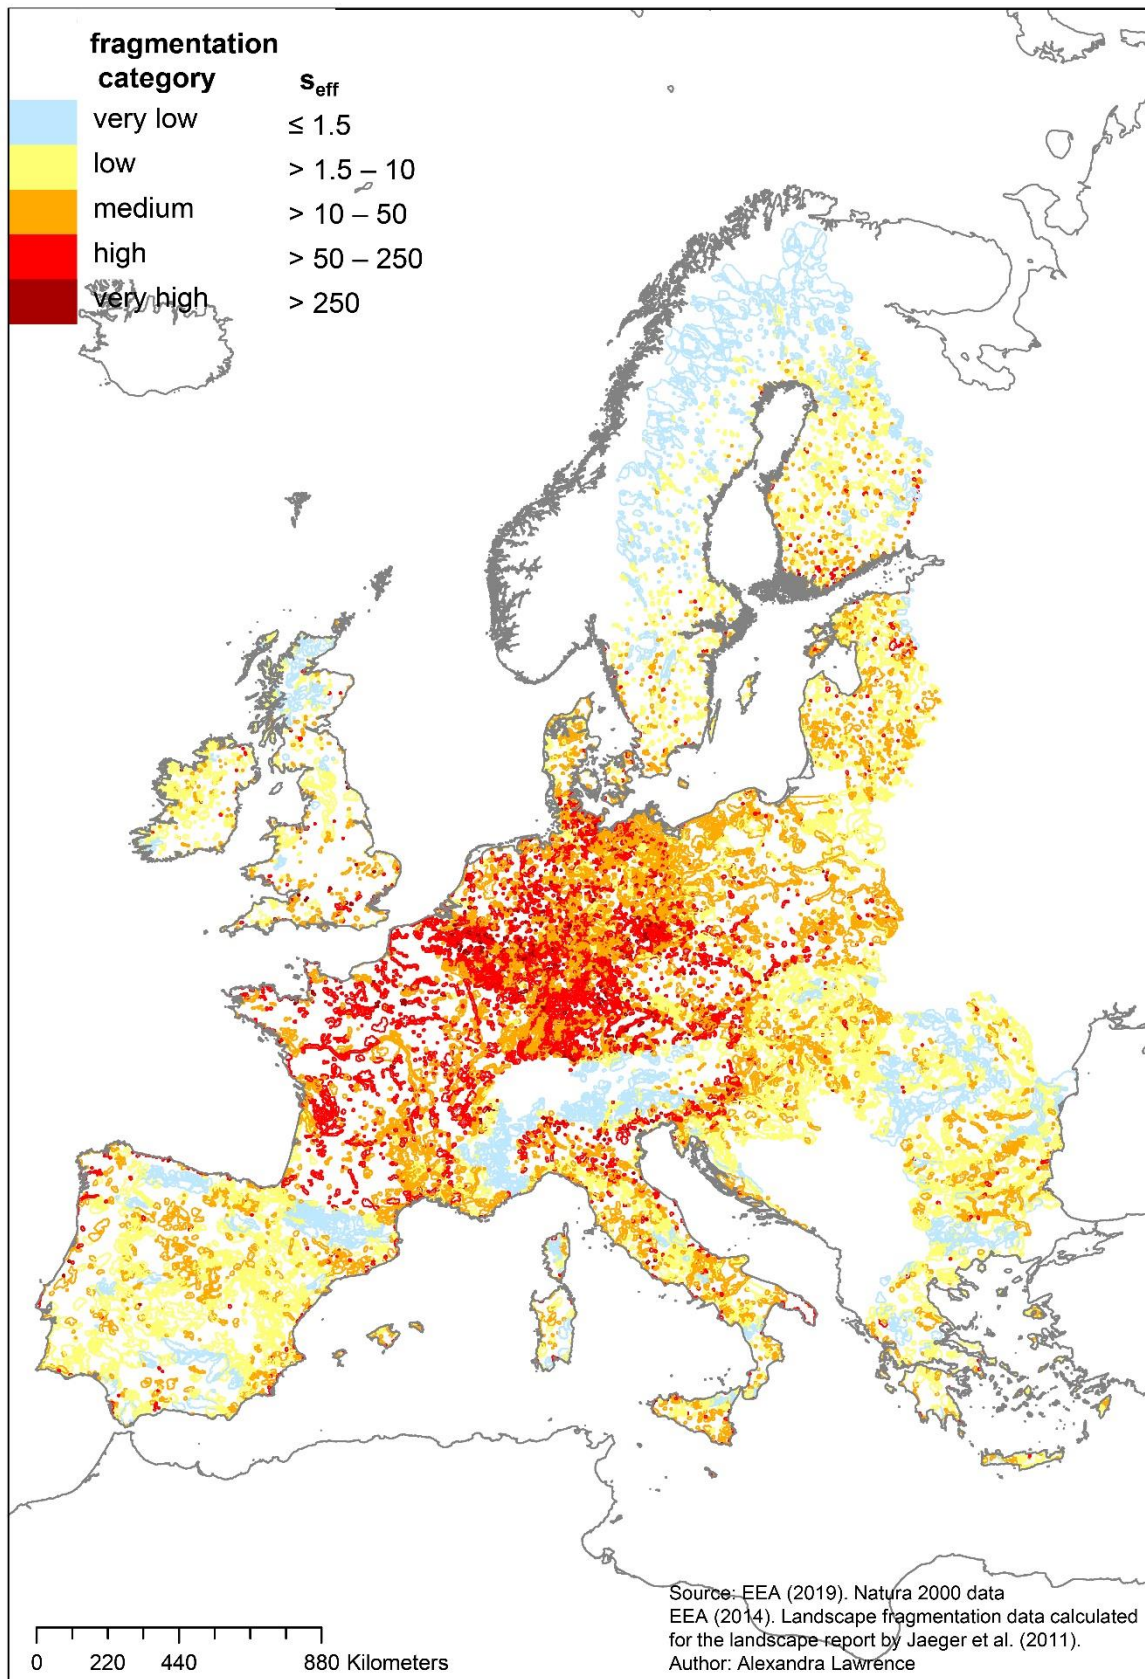 fragmentation
category s_eff
very low ≤ 1.5
low > 1.5 – 10
medium > 10 – 50
high > 50 – 250
very high > 250
Source: EEA (2019). Natura 2000 data
EEA (2014). Landscape fragmentation data calculated
for the landscape report by Jaeger et al. (2011).
Author: Alexandra Lawrence
0 220 440 880 Kilometers